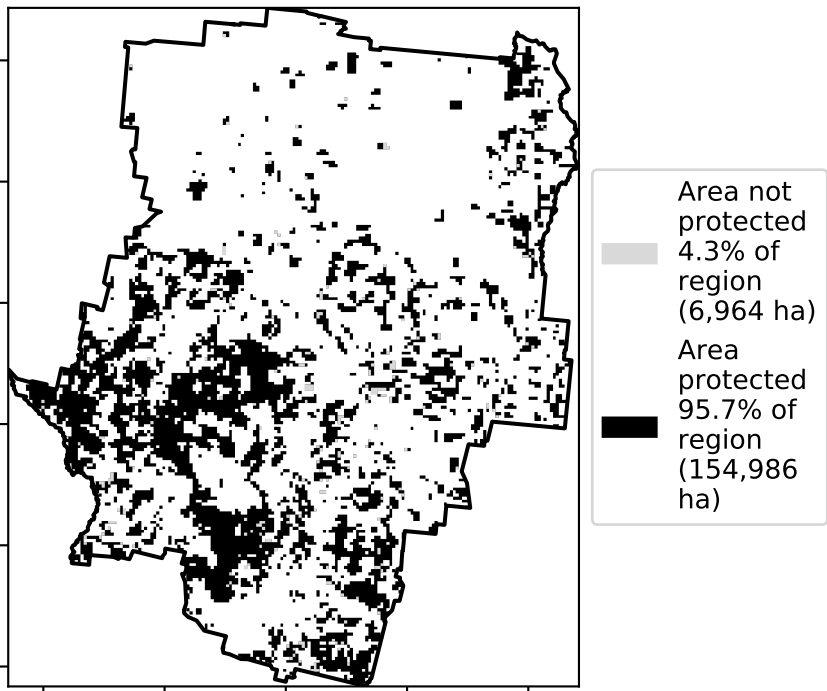 Area not
protected
4.3% of
region
(6,964 ha)
Area
protected
95.7% of
region
(154,986
ha)